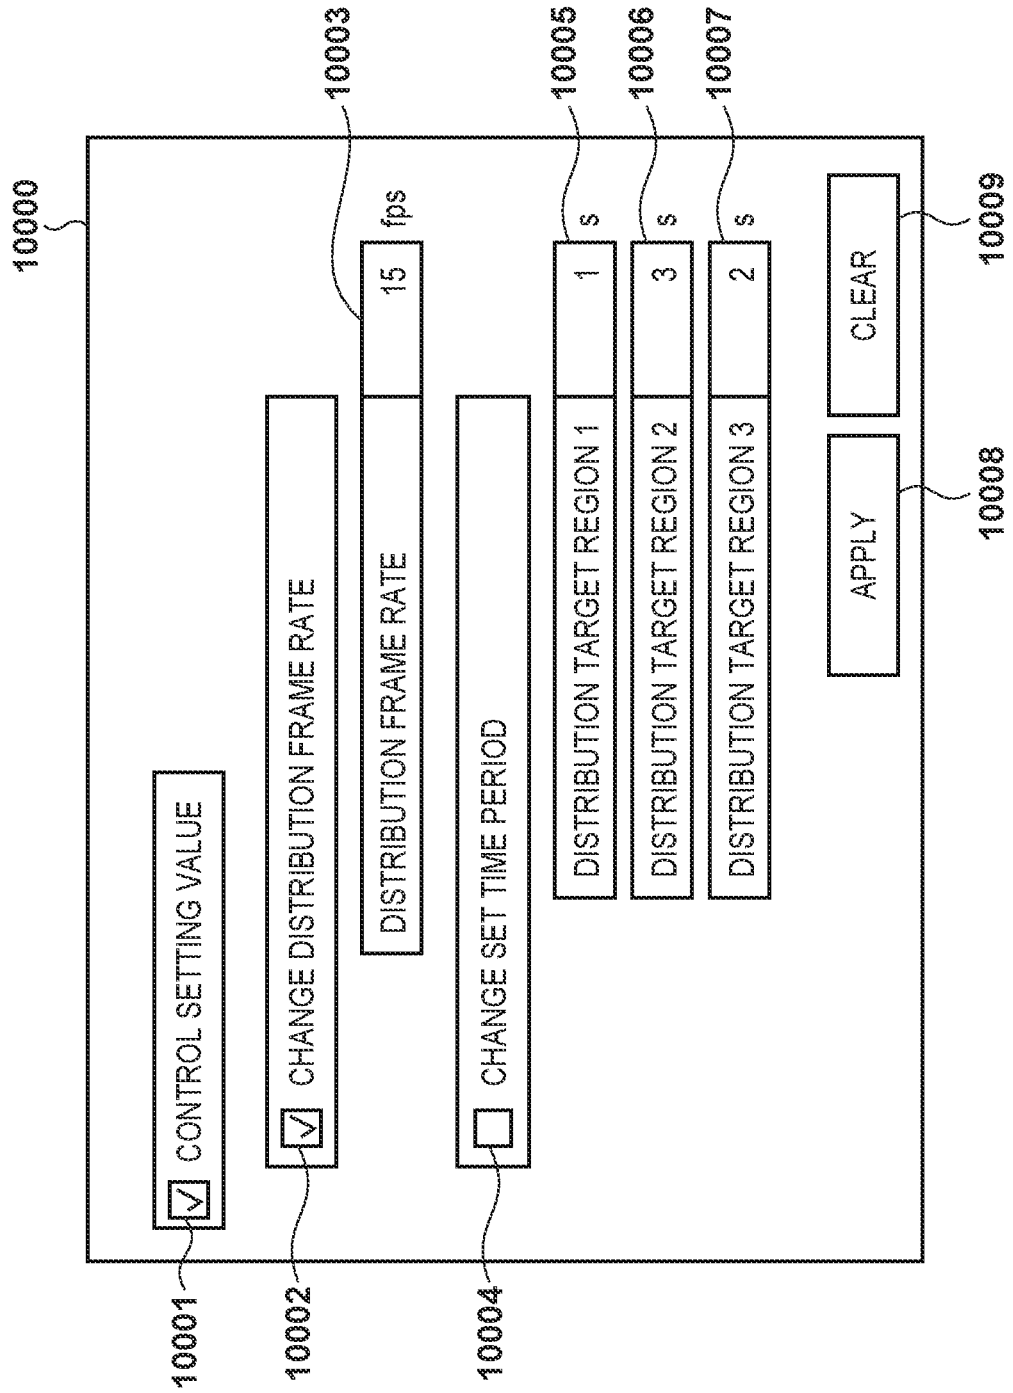 10000
10001
CONTROL SETTING VALUE
10002
CHANGE DISTRIBUTION FRAME RATE
DISTRIBUTION FRAME RATE 15 fps
10003
10004
CHANGE SET TIME PERIOD
DISTRIBUTION TARGET REGION 1 1 s
10005
DISTRIBUTION TARGET REGION 2 3 s
10006
DISTRIBUTION TARGET REGION 3 2 s
10007
APPLY
CLEAR
10008
10009